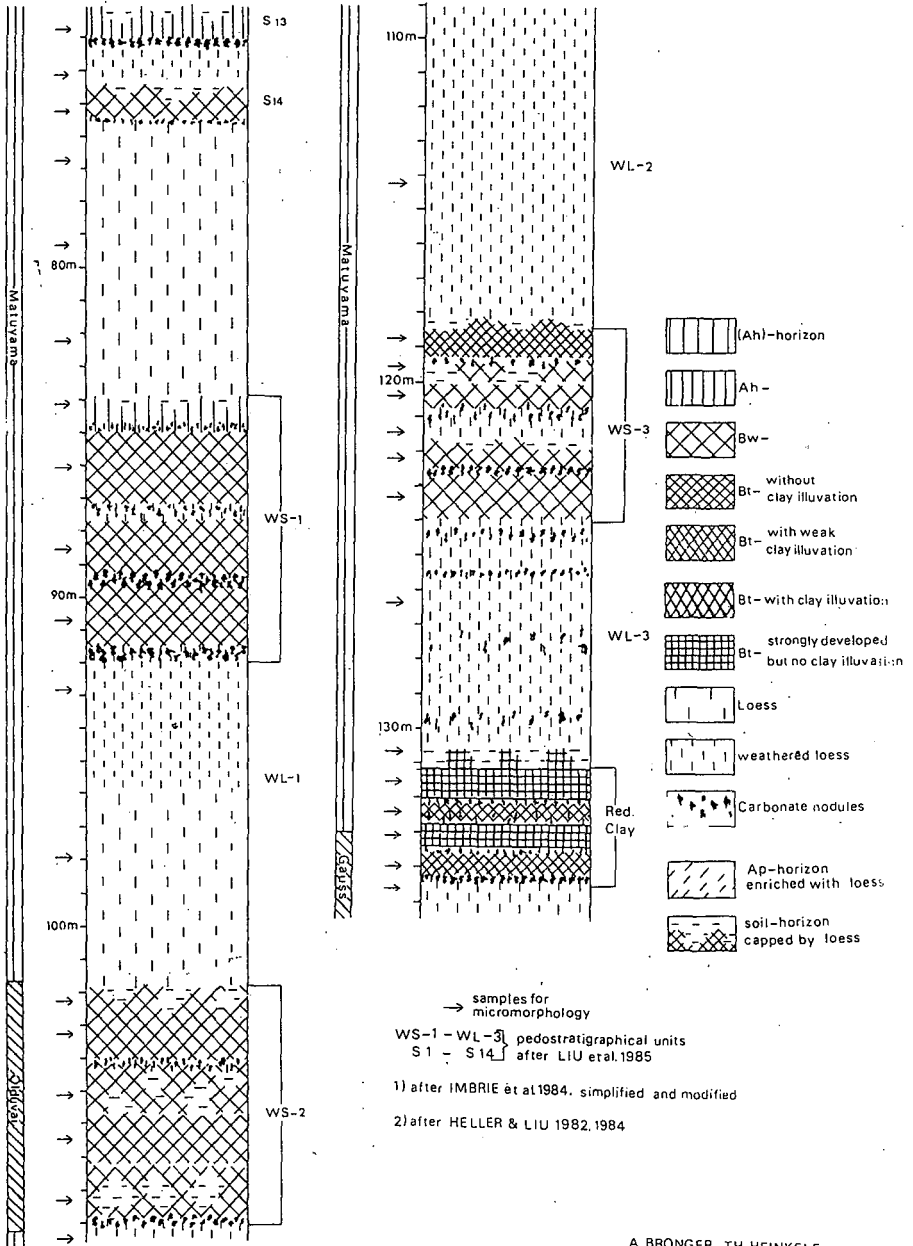 S 13
S14
Matuyama
80m
WS-1
90m
WL-1
100m
Olduvai
WS-2
110m
WL-2
Matuyama
120m
WS-3
WL-3
130m
Red. Clay
Gauss
(Ah)-horizon
Ah-
Bw-
Bt- without
clay illuvation
Bt- with weak
clay illuvation
Bt- with clay illuvation
Bt- strongly developed
but no clay illuvation
Loess
weathered loess
Carbonate nodules
Ap-horizon
enriched with loess
soil-horizon
capped by loess
→ samples for
micromorphology
WS-1 - WL-3} pedostratigraphical units
S 1 - S14} after LIU et al. 1985
1) after IMBRIE et al 1984. simplified and modified
2) after HELLER & LIU 1982, 1984
A. BRONGER, TH. HEINKELE